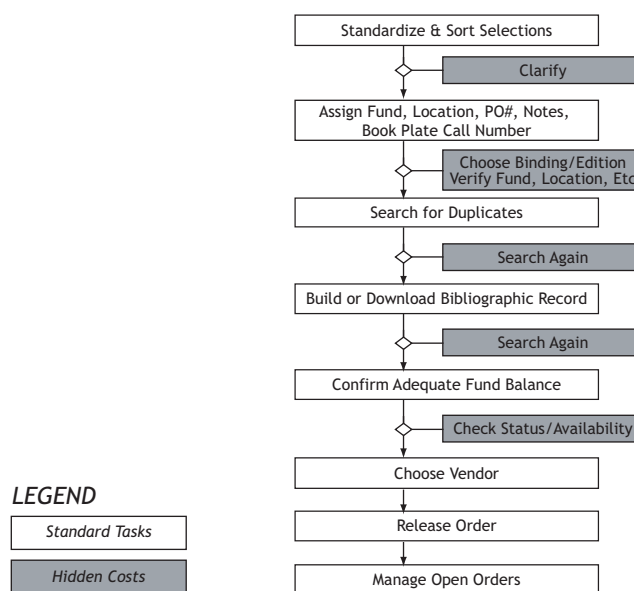 Standardize & Sort Selections
Clarify
Assign Fund, Location, PO#, Notes,
Book Plate Call Number
Choose Binding/Edition
Verify Fund, Location, Etc
Search for Duplicates
Search Again
Build or Download Bibliographic Record
Search Again
Confirm Adequate Fund Balance
Check Status/Availability
Choose Vendor
Release Order
Manage Open Orders
LEGEND
Standard Tasks
Hidden Costs